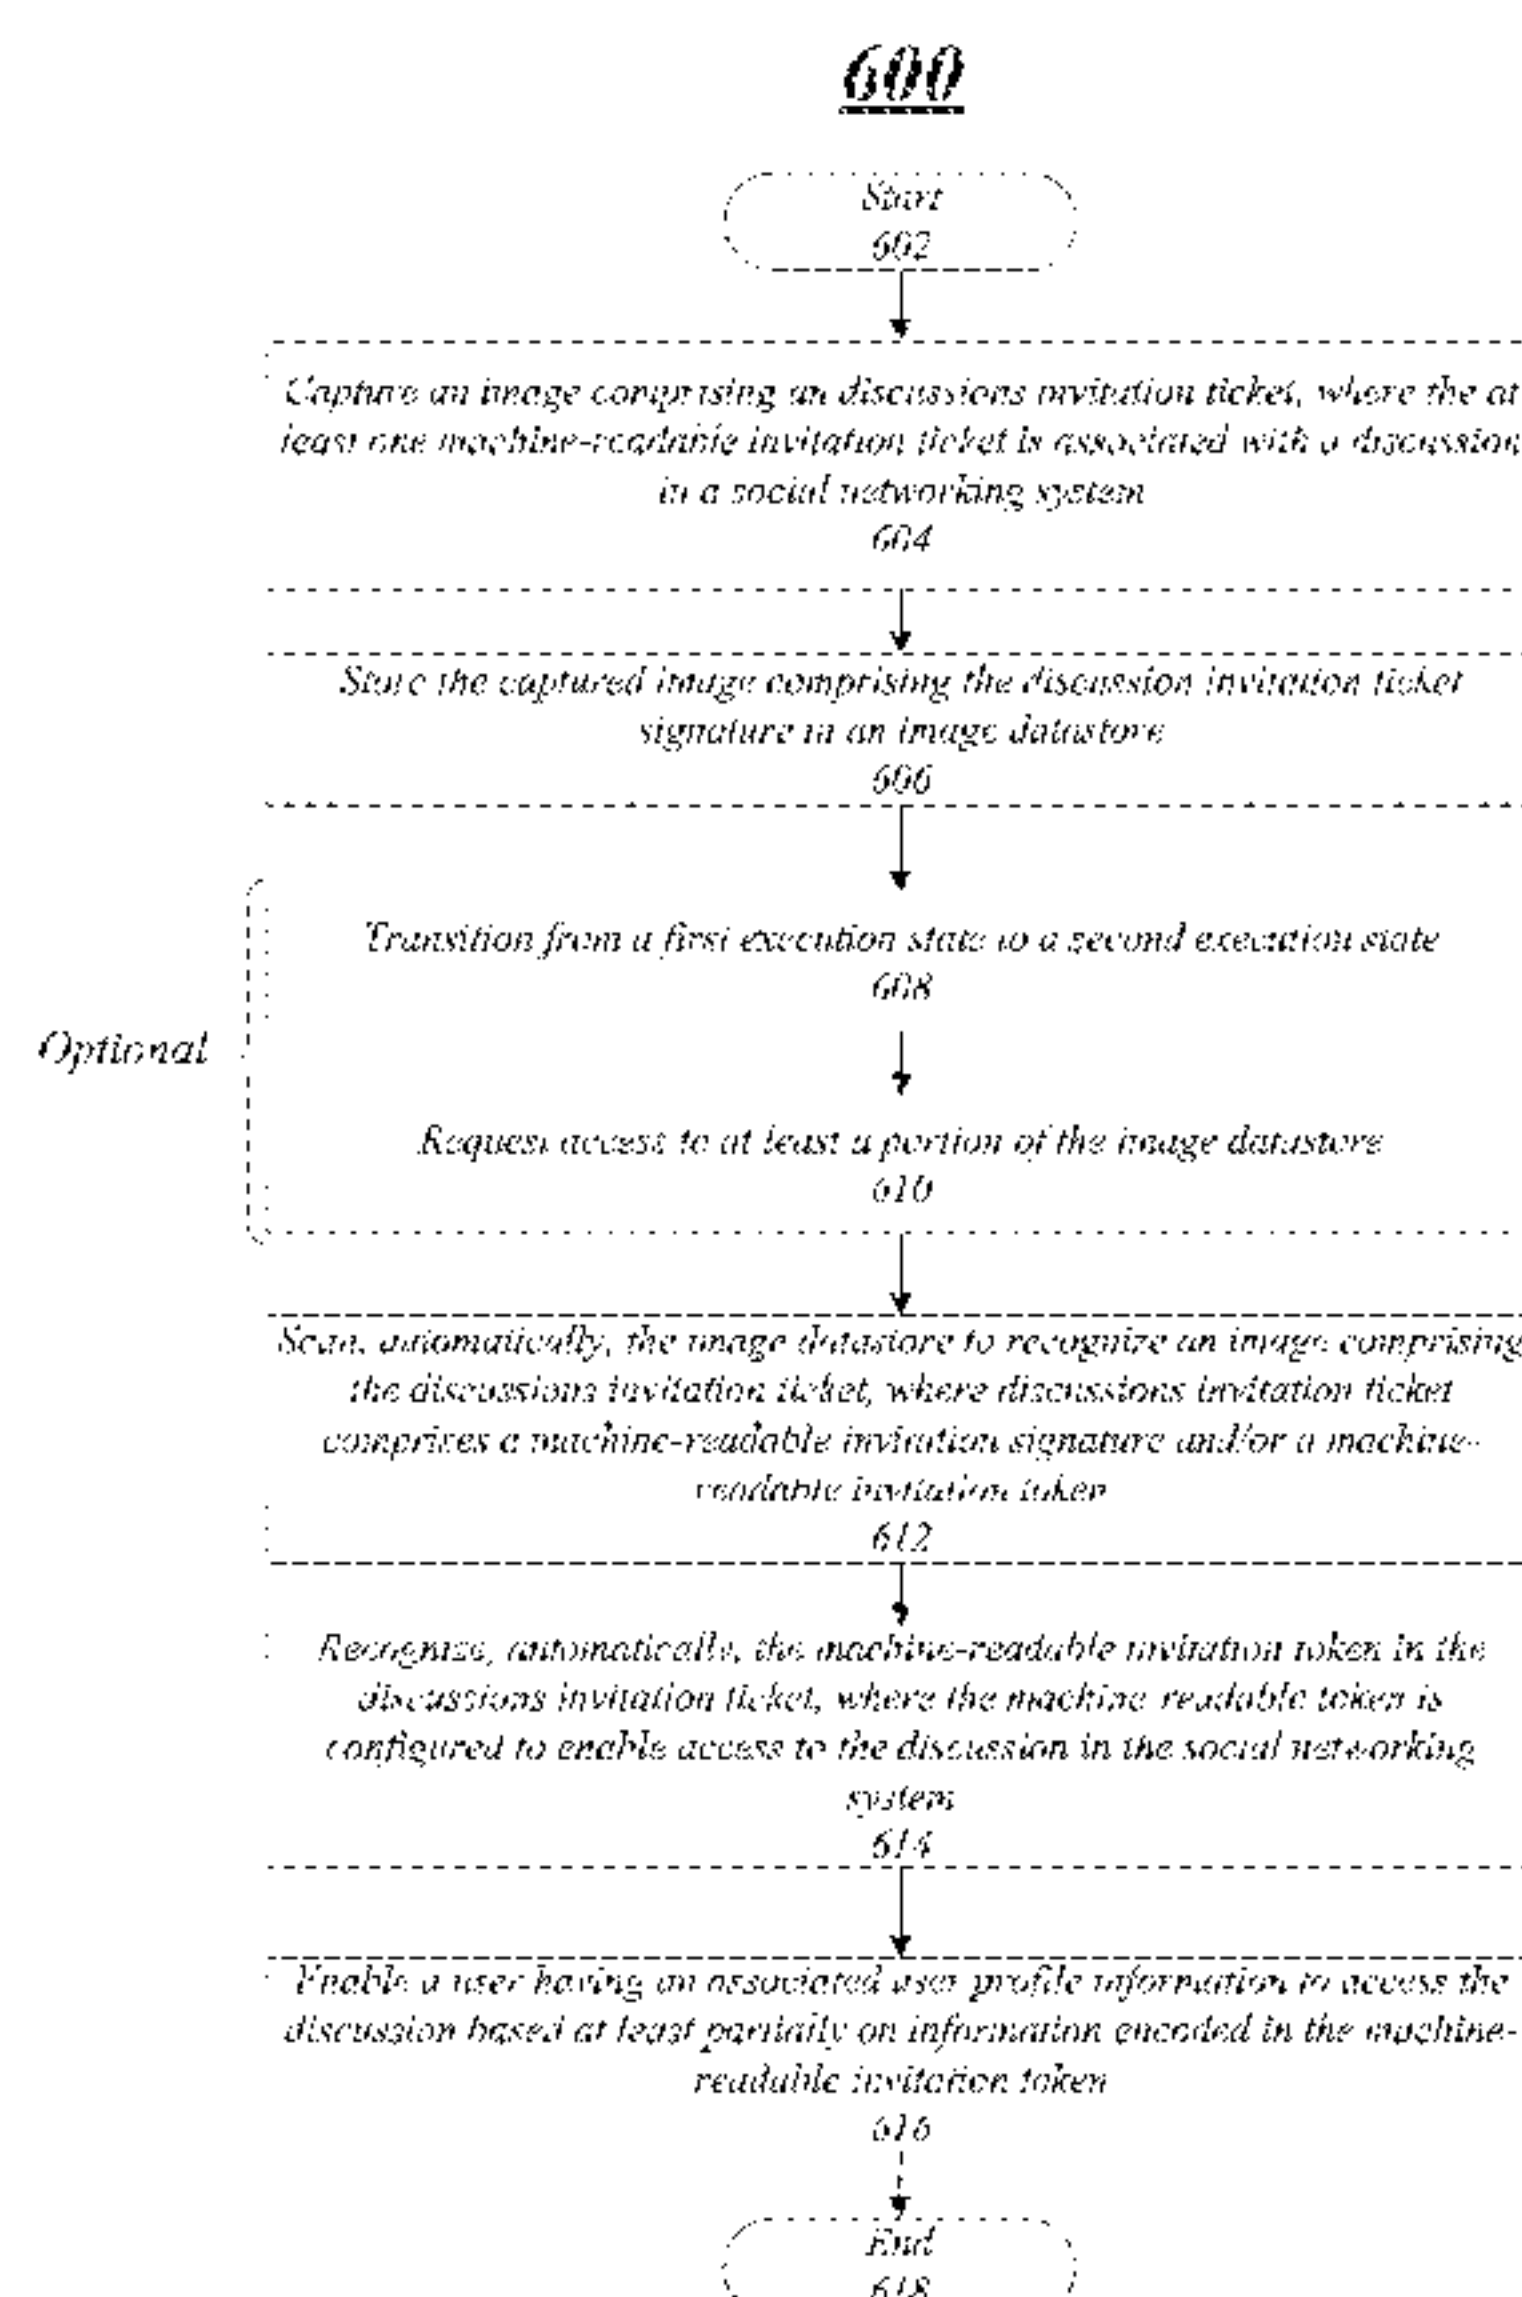 600
Start
602
Capture an image comprising an discussions invitation ticket, where the at
least one machine-readable invitation ticket is associated with a discussion
in a social networking system
604
Store the captured image comprising the discussion invitation ticket
signature in an image datastore
606
Transition from a first execution state to a second execution state
608
Optional
Request access to at least a portion of the image datastore
610
Scan, automatically, the image datastore to recognize an image comprising
the discussions invitation ticket, where discussions invitation ticket
comprises a machine-readable invitation signature and/or a machine-
readable invitation token
612
Recognize, automatically, the machine-readable invitation token in the
discussions invitation ticket, where the machine readable token is
configured to enable access to the discussion in the social networking
system
614
Enable a user having an associated user profile information to access the
discussion based at least partially on information encoded in the machine-
readable invitation token
616
End
618